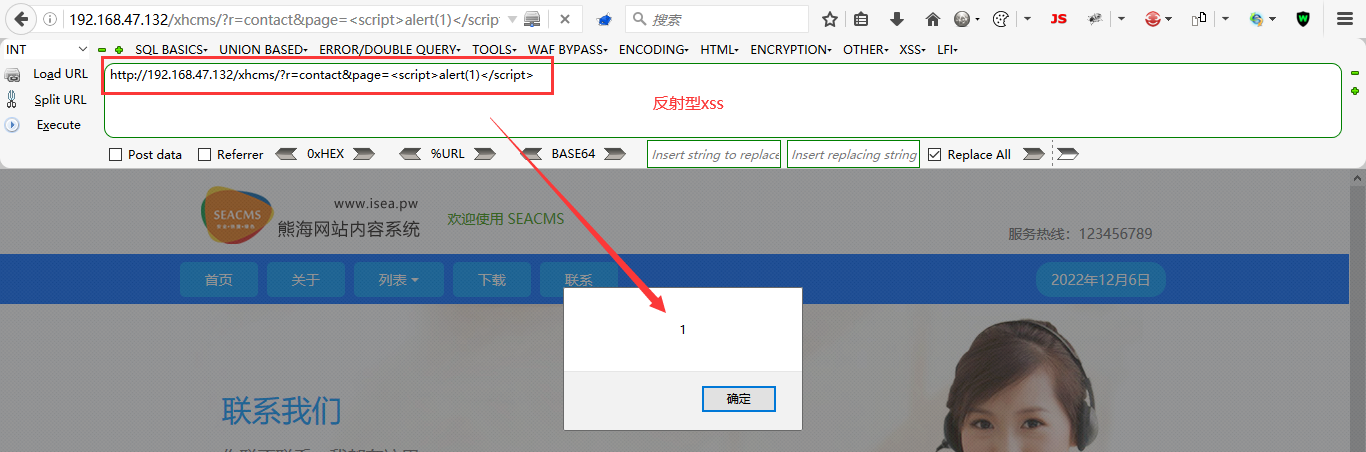 192.168.47.132/xhcms/?r=contact&page=<script>alert(1)</script
搜索
JS
W
INT
SQL BASICS
UNION BASED
ERROR/DOUBLE QUERY
TOOLS
WAF BYPASS
ENCODING
HTML
ENCRYPTION
OTHER
XSS
LFI
Load URL
http://192.168.47.132/xhcms/?r=contact&page=<script>alert(1)</script>
Split URL
反射型xss
Execute
Post data
Referrer
0xHEX
%URL
BASE64
Insert string to replace
Insert replacing string
Replace All
SEACMS
www.isea.pw
熊海网站内容系统
欢迎使用 SEACMS
服务热线：123456789
首页
关于
列表
下载
联系
2022年12月6日
1
确定
联系我们